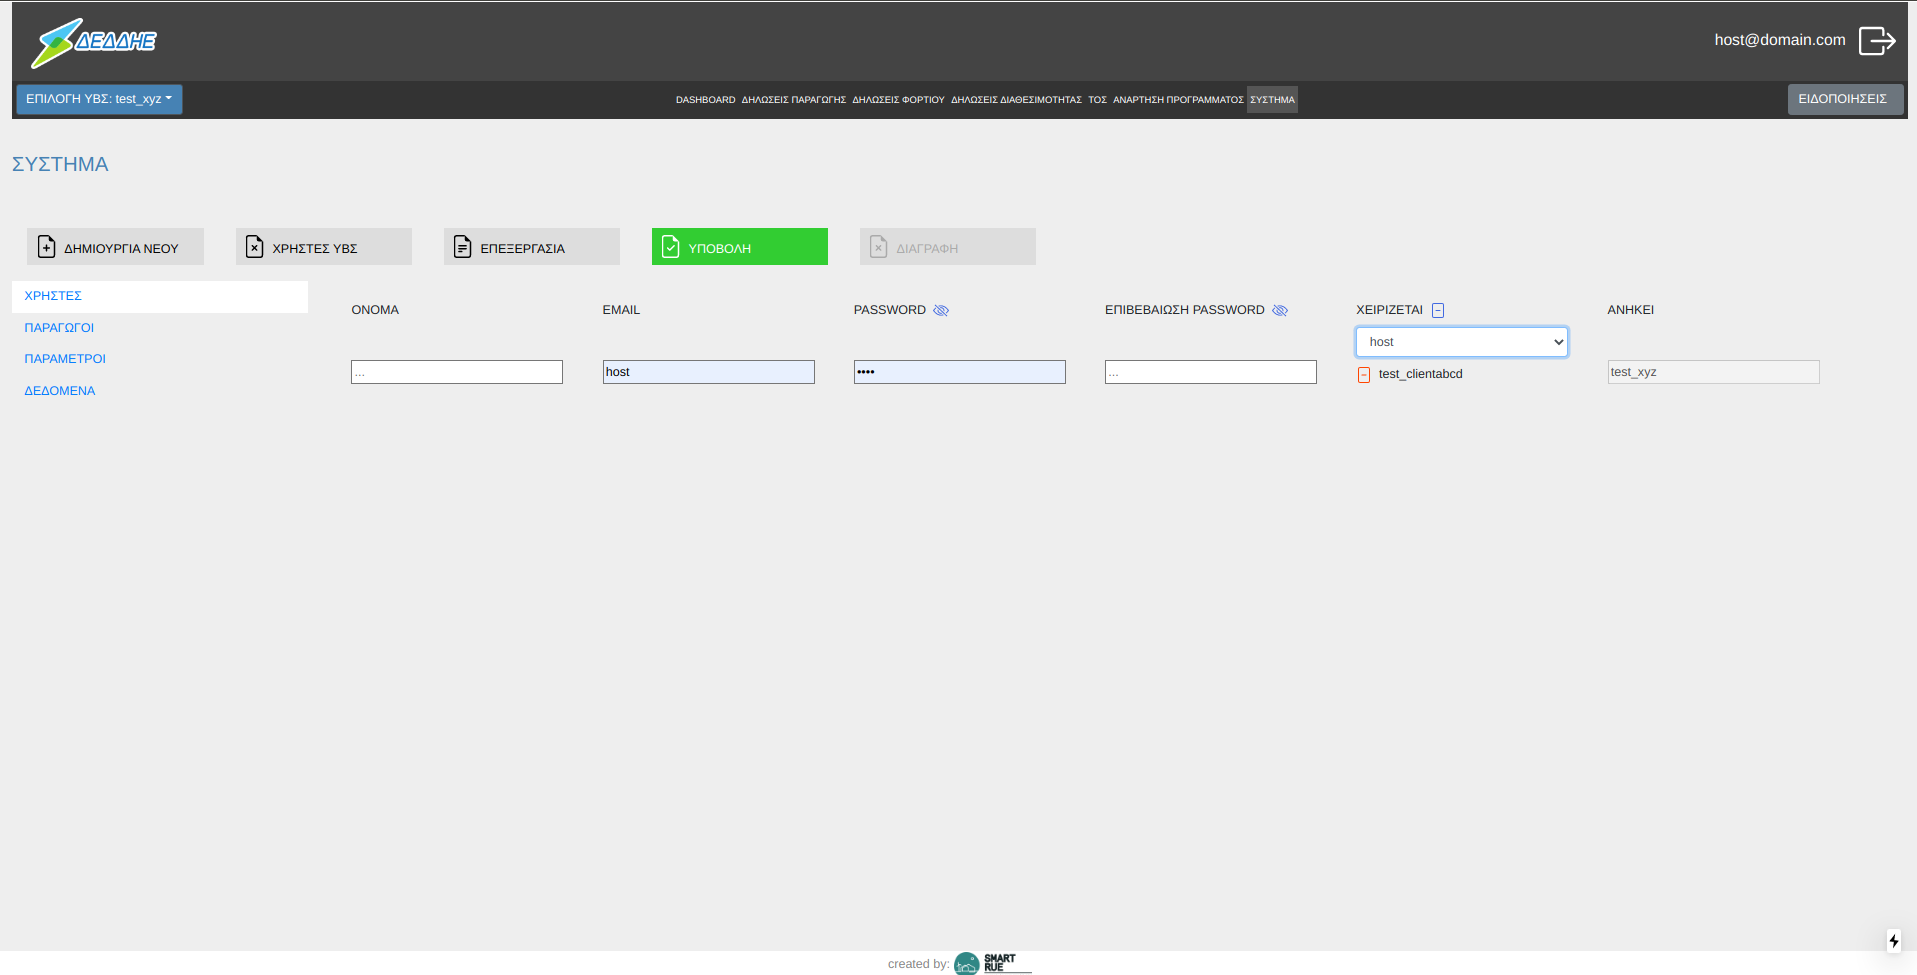 ΔΕΔΔΗΕ
host@domain.com
ΕΠΙΛΟΓΗ ΥΒΣ: test_xyz
DASHBOARD ΔΗΛΩΣΕΙΣ ΠΑΡΑΓΩΓΗΣ ΔΗΛΩΣΕΙΣ ΦΟΡΤΙΟΥ ΔΗΛΩΣΕΙΣ ΔΙΑΘΕΣΙΜΟΤΗΤΑΣ ΤΟΣ ΑΝΑΡΤΗΣΗ ΠΡΟΓΡΑΜΜΑΤΟΣ ΣΥΣΤΗΜΑ
ΕΙΔΟΠΟΙΗΣΕΙΣ
ΣΥΣΤΗΜΑ
ΔΗΜΙΟΥΡΓΙΑ ΝΕΟΥ
ΧΡΗΣΤΕΣ ΥΒΣ
ΕΠΕΞΕΡΓΑΣΙΑ
ΥΠΟΒΟΛΗ
ΔΙΑΓΡΑΦΗ
ΧΡΗΣΤΕΣ
ΠΑΡΑΓΩΓΟΙ
ΠΑΡΑΜΕΤΡΟΙ
ΔΕΔΟΜΕΝΑ
ΟΝΟΜΑ
EMAIL
PASSWORD
ΕΠΙΒΕΒΑΙΩΣΗ PASSWORD
ΧΕΙΡΙΖΕΤΑΙ
ΑΝΗΚΕΙ
host
...
host
••••
...
test_clientabcd
test_xyz
created by:
SMART
RUE